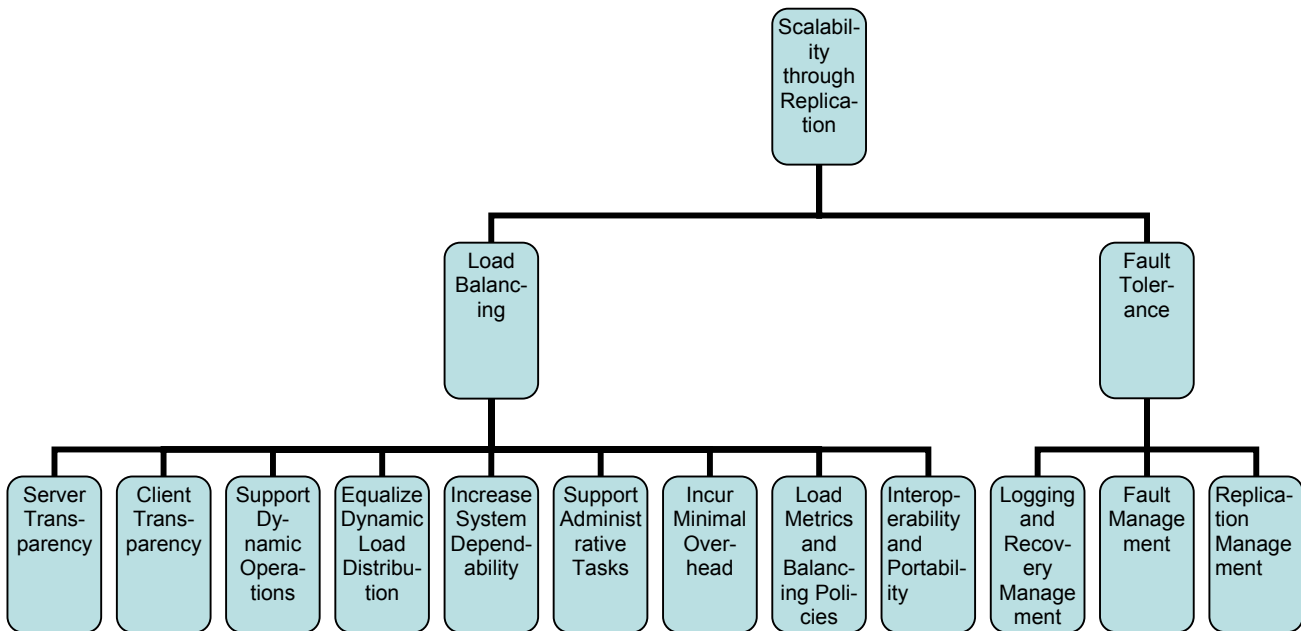 Scalabil-
ity
through
Replica-
tion
Load
Balanc-
ing
Fault
Toler-
ance
Server
Trans-
parency
Client
Trans-
parency
Support
Dy-
namic
Opera-
tions
Equalize
Dynamic
Load
Distribu-
tion
Increase
System
Depend-
ability
Support
Administ
rative
Tasks
Incur
Minimal
Over-
head
Load
Metrics
and
Balanc-
ing Poli-
cies
Interop-
erability
and
Portabil-
ity
Logging
and
Recov-
ery
Manage
ment
Fault
Manage
ment
Replica-
tion
Manage
ment